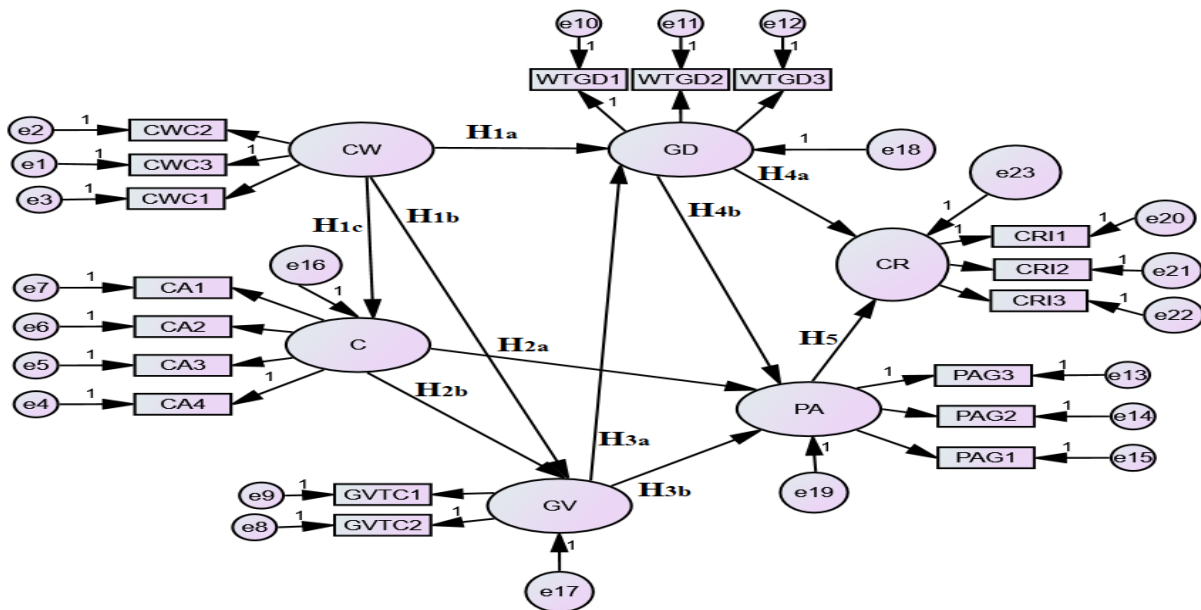 e10 e11 e12
1 1 1
WTGD1 WTGD2 WTGD3
1
e2 1 CWC2
e1 1 CWC3 1
e3 1 CWC1
CW
H1a
GD
1 e18
H4a
e23
1
H1c
H1b
H4b
1 e20
1 CRI1
CR
CRI2 1 e21
CRI3 1 e22
e16
1
e7 1 CA1
e6 1 CA2
e5 1 CA3
e4 1 CA4 1
C
H2a
H5
H2b
1 PAG3 1 e13
PA
PAG2 1 e14
PAG1 1 e15
H3a
1
e19
H3b
e9 1 GVTC1
e8 1 GVTC2 1
GV
1
e17